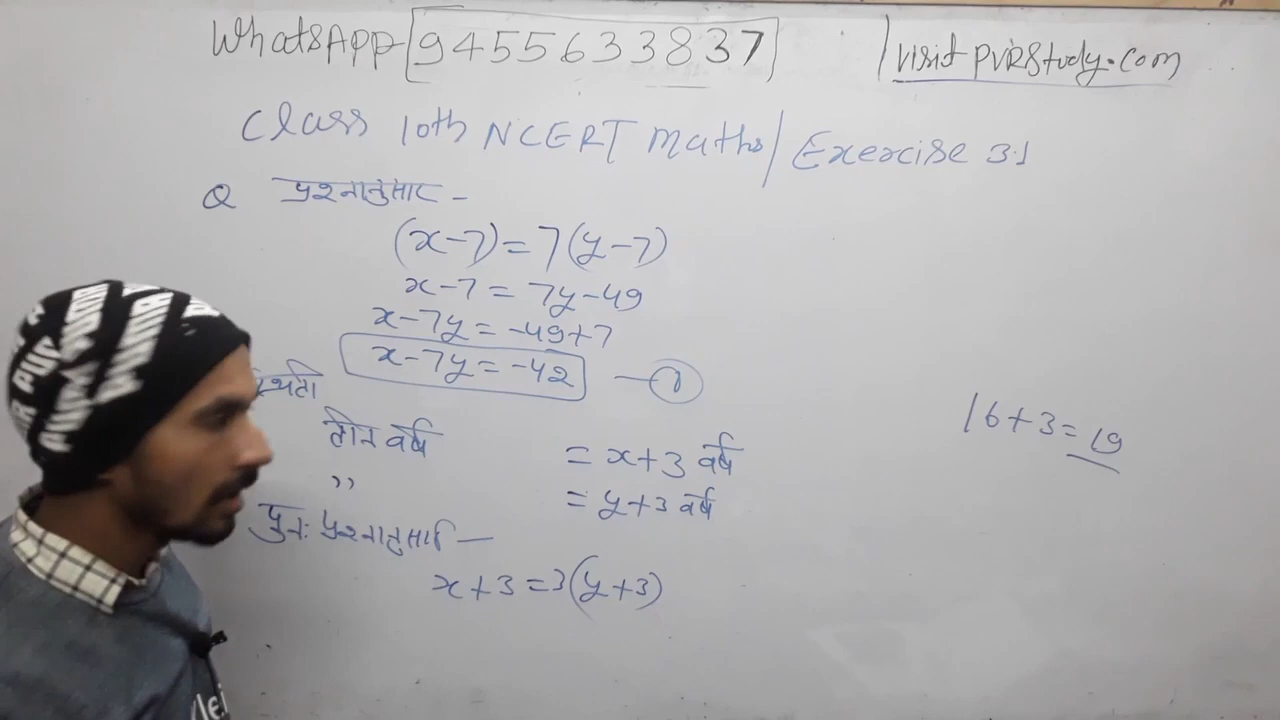 WhatsApp 9455633837 / visit PVRStudy.com
Class 10th NCERT Maths / Exercise 3.1
Q प्रश्नानुसार -
(x-7) = 7(y-7)
x-7 = 7y-49
x-7y = -49+7
x-7y = -42 — ①
तीन वर्ष = x+3 वर्ष
,, = y+3 वर्ष
पुनः प्रश्नानुसार —
x+3 = 3(y+3)
16+3 = 19